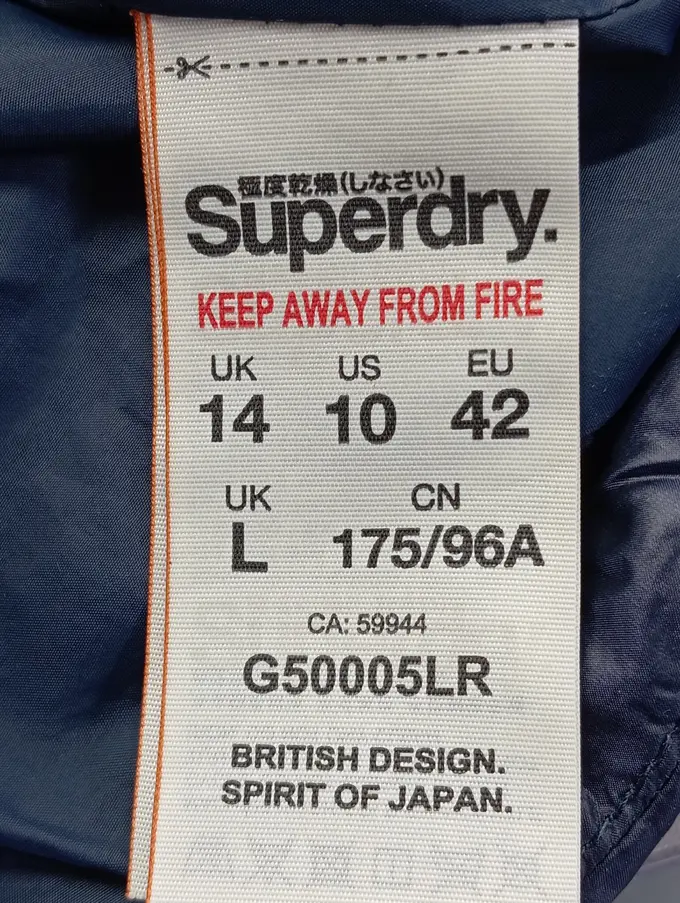 極度乾燥(しなさい)
Superdry.
KEEP AWAY FROM FIRE
UK US EU
14 10 42
UK CN
L 175/96A
CA: 59944
G50005LR
BRITISH DESIGN.
SPIRIT OF JAPAN.